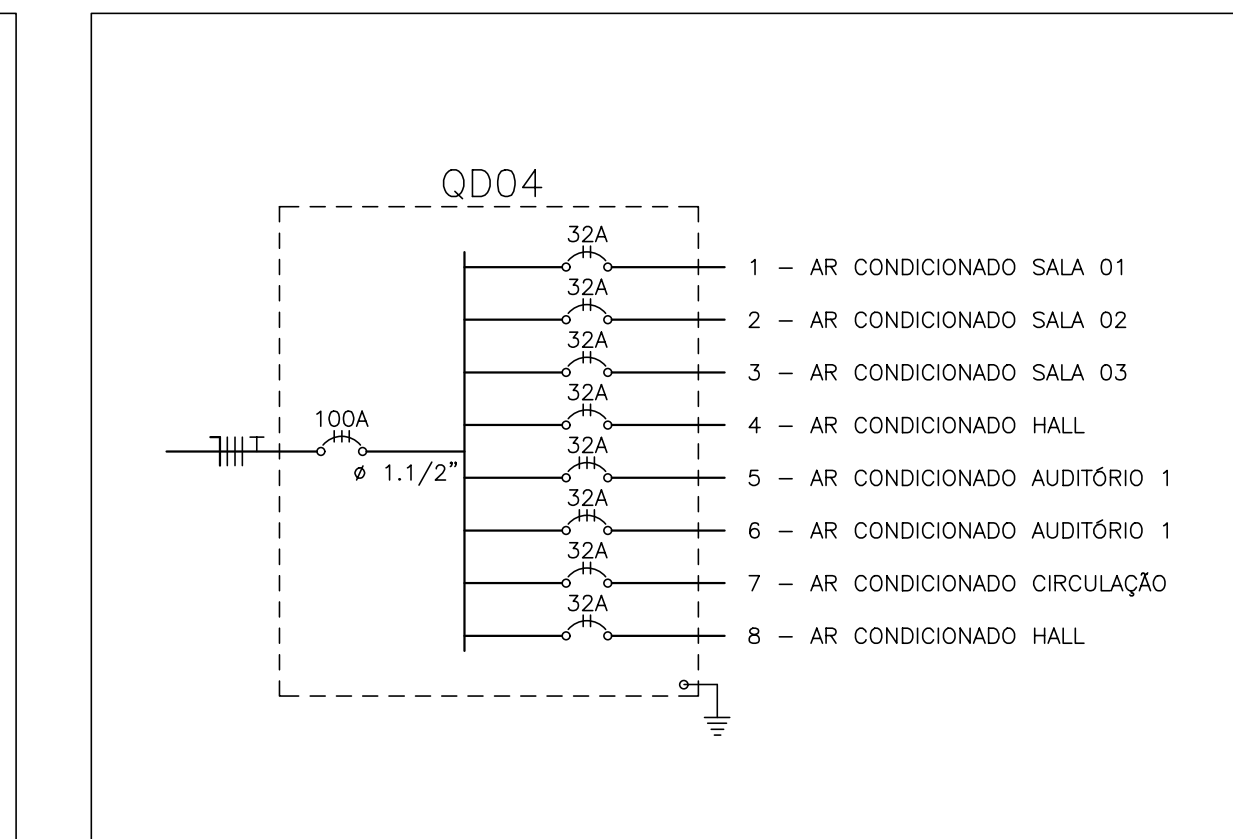 QD04
32A
1 – AR CONDICIONADO SALA 01
32A
2 – AR CONDICIONADO SALA 02
32A
3 – AR CONDICIONADO SALA 03
32A
4 – AR CONDICIONADO HALL
100A
ø 1.1/2"
32A
5 – AR CONDICIONADO AUDITÓRIO 1
32A
6 – AR CONDICIONADO AUDITÓRIO 1
32A
7 – AR CONDICIONADO CIRCULAÇÃO
32A
8 – AR CONDICIONADO HALL